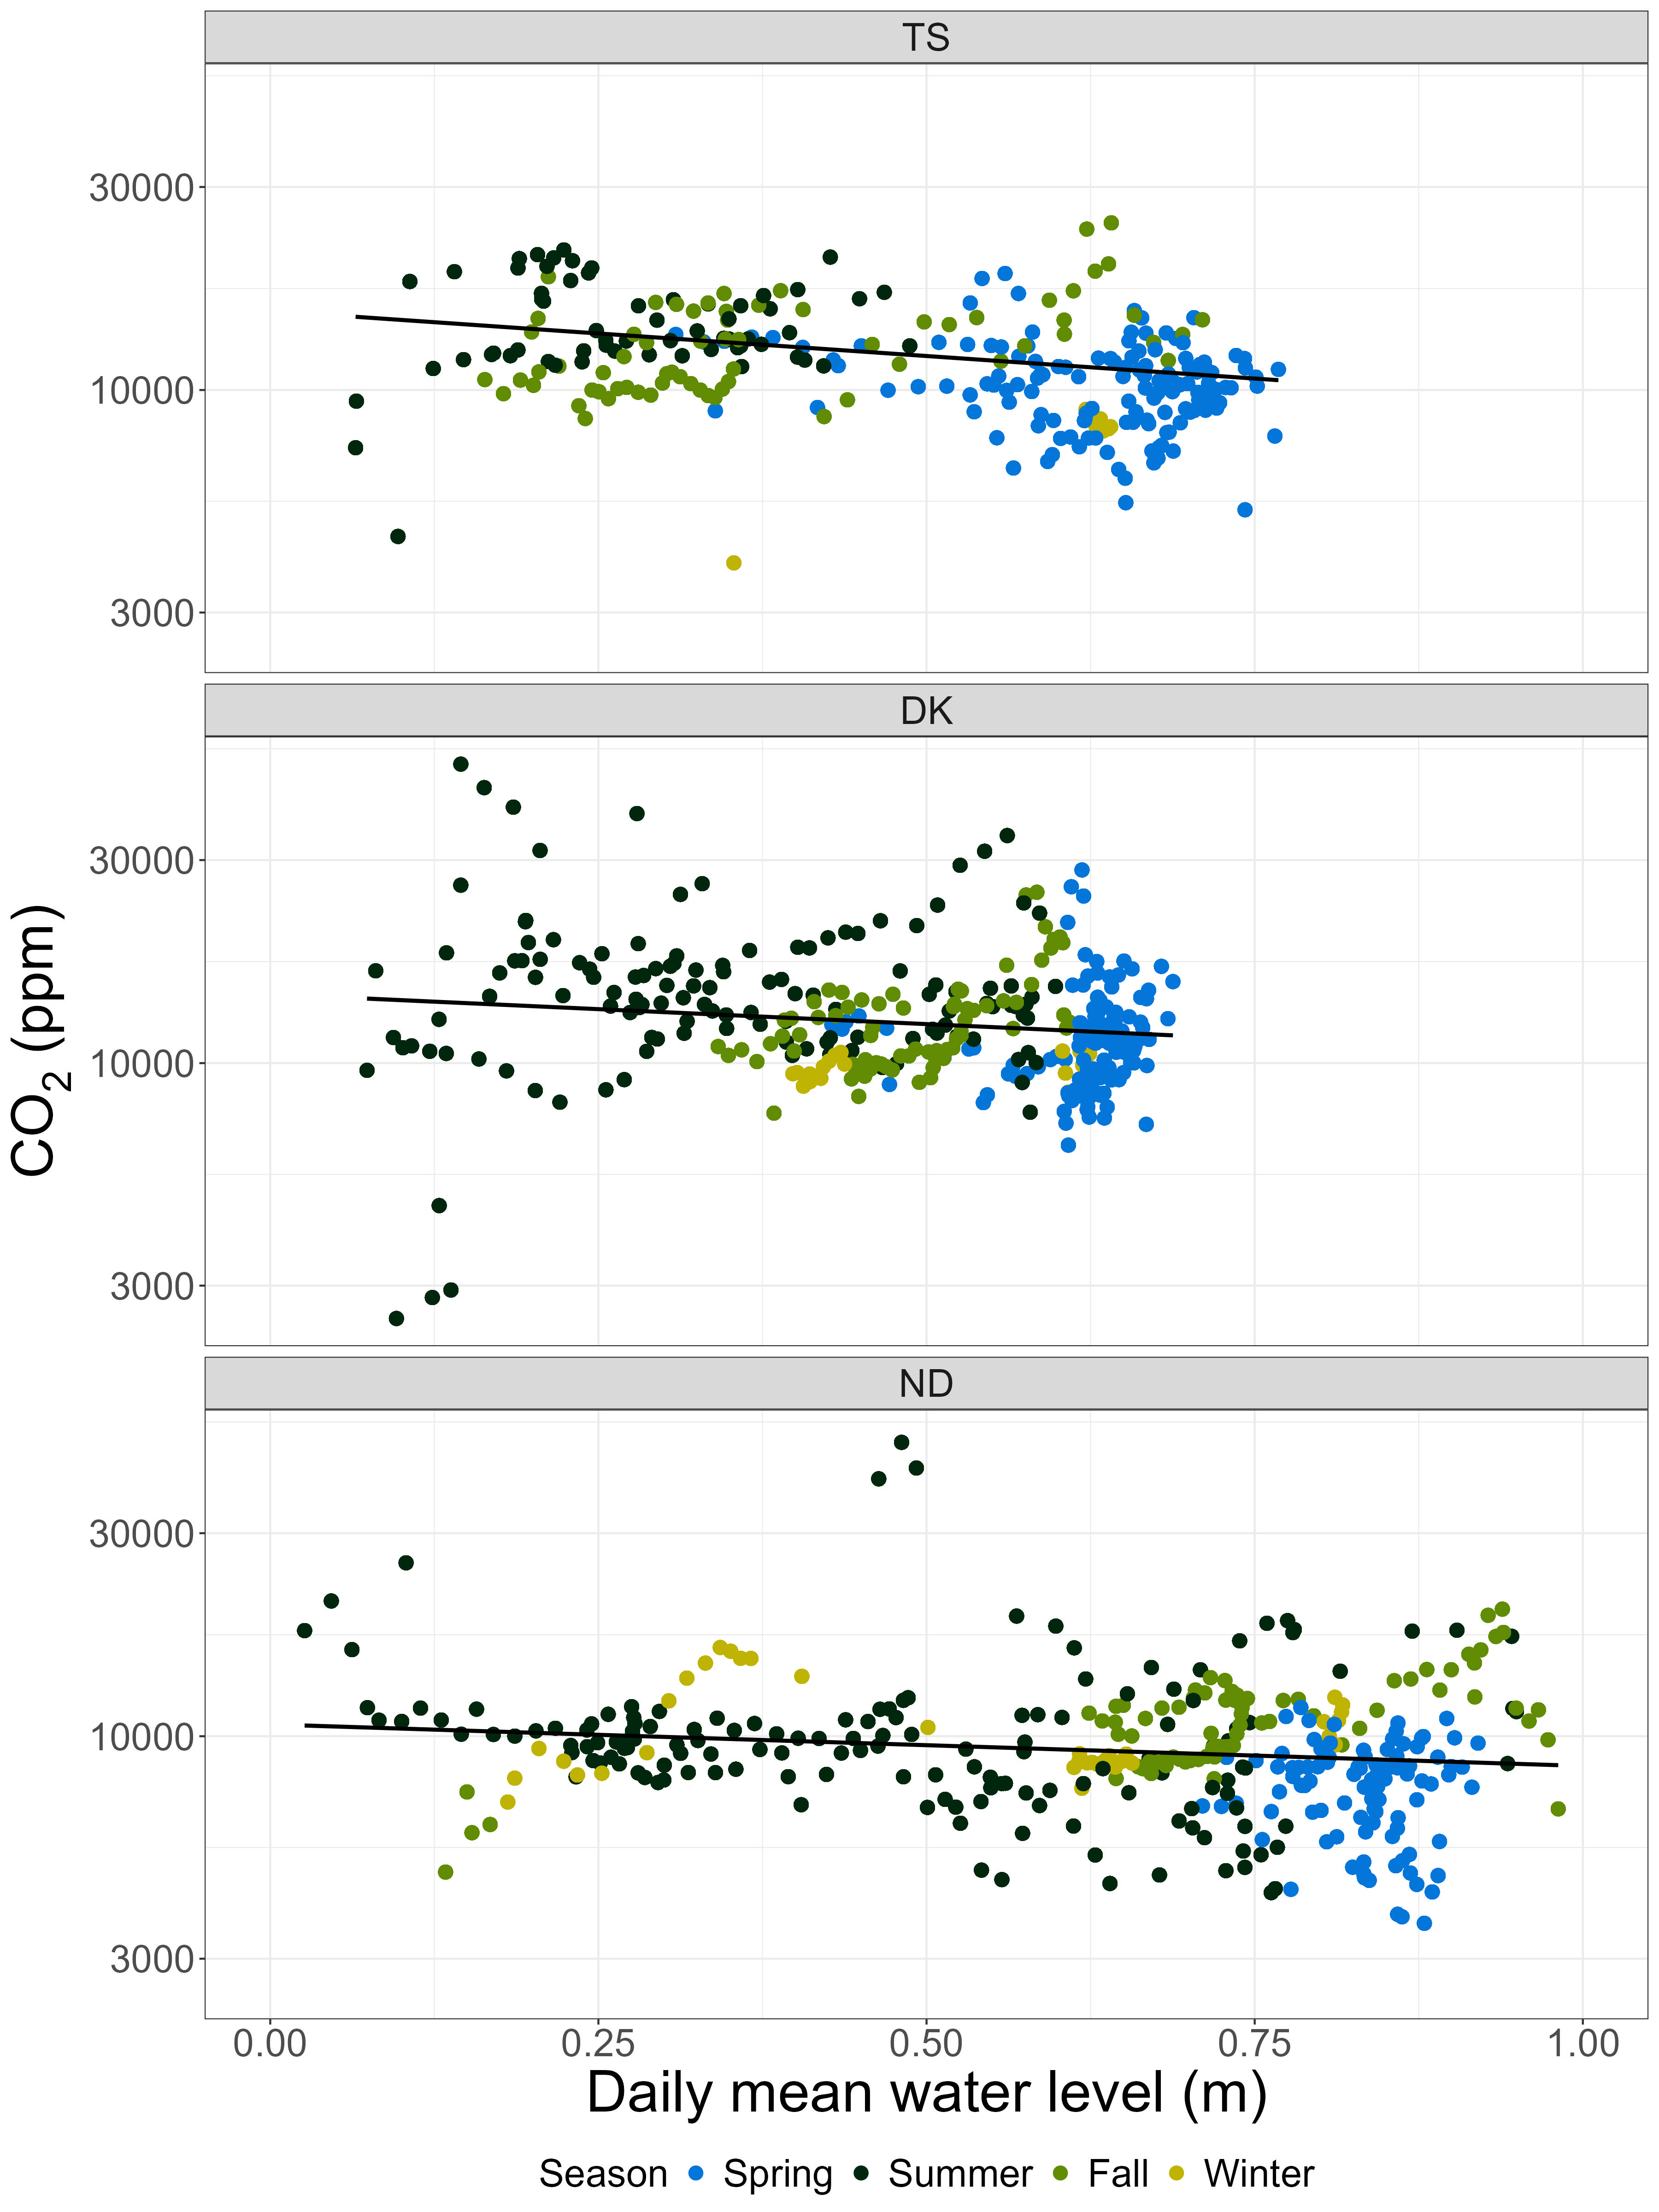 TS
30000
10000
3000
DK
30000
10000
3000
ND
30000
10000
3000
CO2 (ppm)
0.00 0.25 0.50 0.75 1.00
Daily mean water level (m)
Season Spring Summer Fall Winter